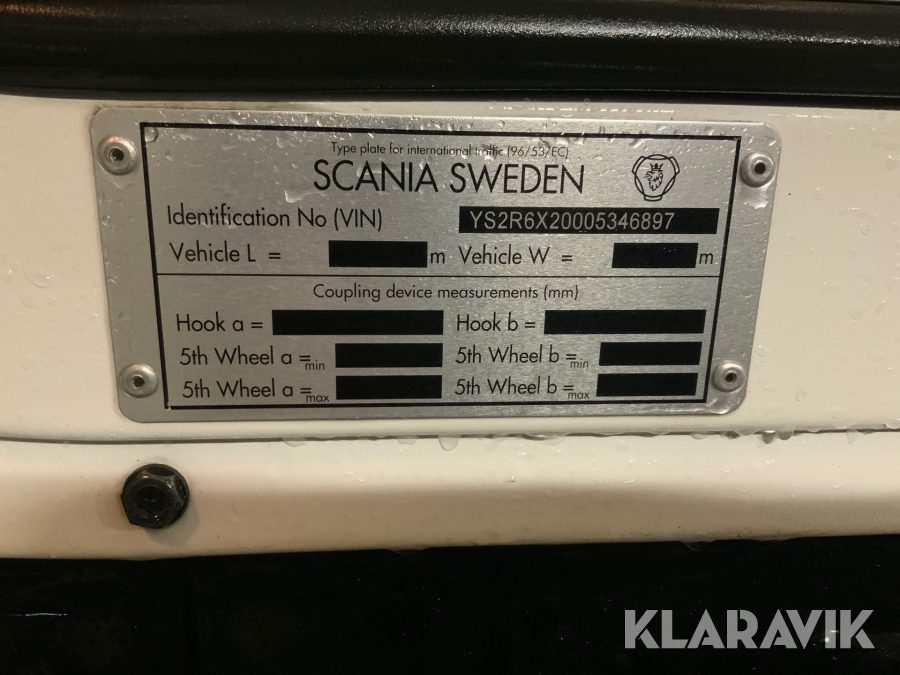 Type plate for international traffic (96/53/EC)
SCANIA SWEDEN
Identification No (VIN) YS2R6X20005346897
Vehicle L = m Vehicle W = m
Coupling device measurements (mm)
Hook a = Hook b =
5th Wheel a = min 5th Wheel b = min
5th Wheel a = max 5th Wheel b = max
KLARAVIK